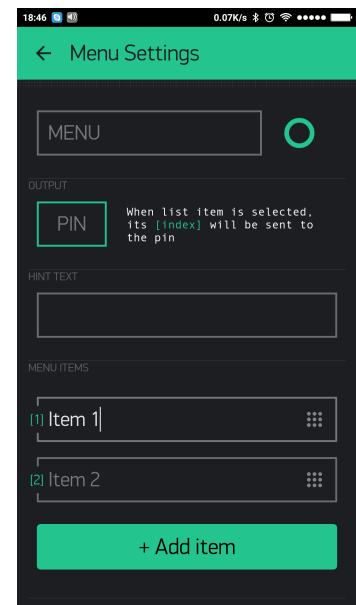 18:46 0.07K/s
Menu Settings
MENU
OUTPUT
PIN
When list item is selected,
its [index] will be sent to
the pin
HINT TEXT
MENU ITEMS
[1] Item 1
[2] Item 2
+ Add item